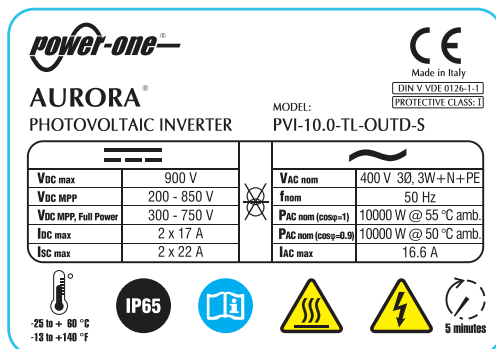 power-one®
CE
Made in Italy
DIN V VDE 0126-1-1
PROTECTIVE CLASS: I
AURORA®
PHOTOVOLTAIC INVERTER
MODEL:
PVI-10.0-TL-OUTD-S
VDC max 900 V
VDC MPP 200 - 850 V
VDC MPP, Full Power 300 - 750 V
IDC max 2 x 17 A
ISC max 2 x 22 A
VAC nom 400 V 3Ø, 3W+N+PE
fnom 50 Hz
PAC nom (cosφ=1) 10000 W @ 55 °C amb.
PAC nom (cosφ=0.9) 10000 W @ 50 °C amb.
IAC max 16.6 A
-25 to + 60 °C
-13 to +140 °F
IP65
i
5 minutes